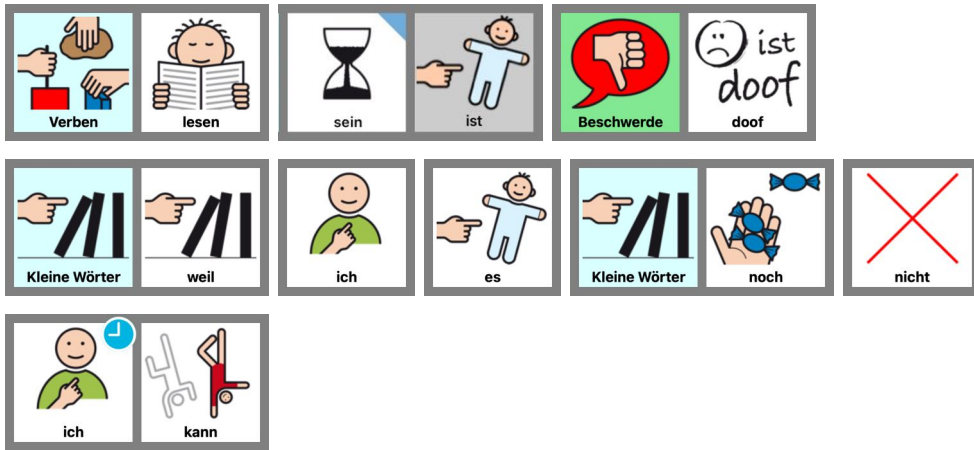 ist
doof
Verben lesen sein ist Beschwerde doof
Kleine Wörter weil ich es Kleine Wörter noch nicht
ich kann